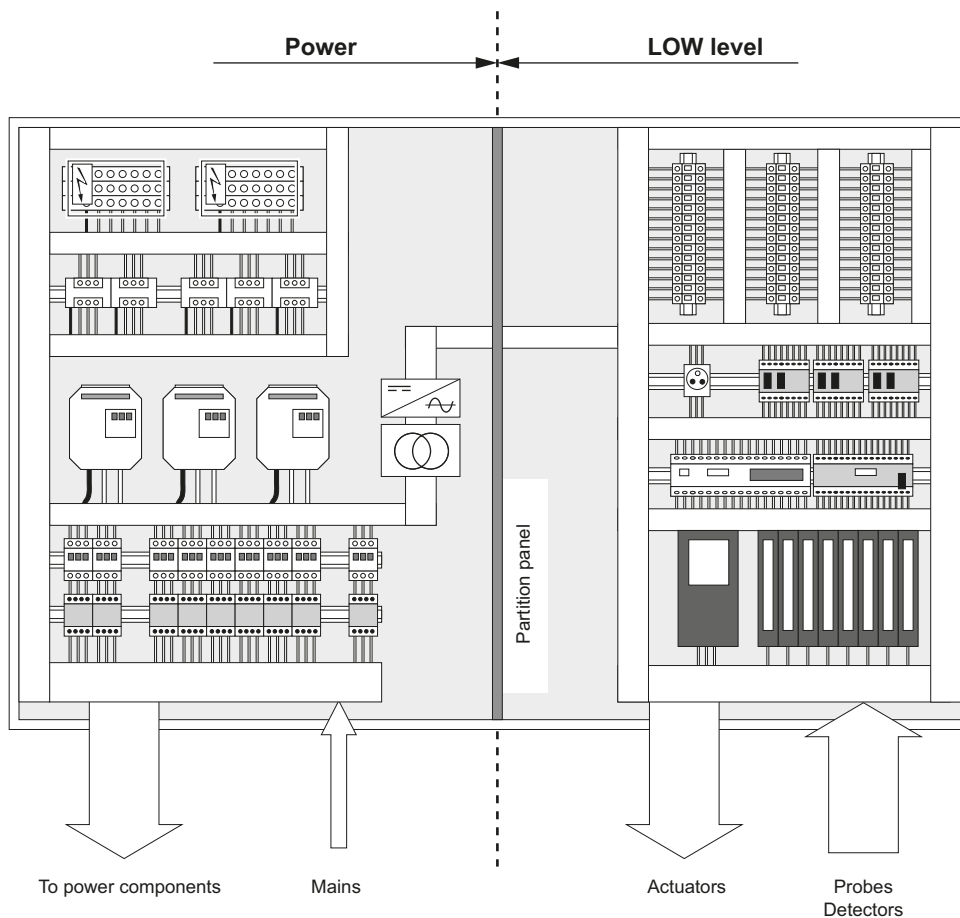 Power
LOW level
Partition panel
To power components
Mains
Actuators
Probes
Detectors